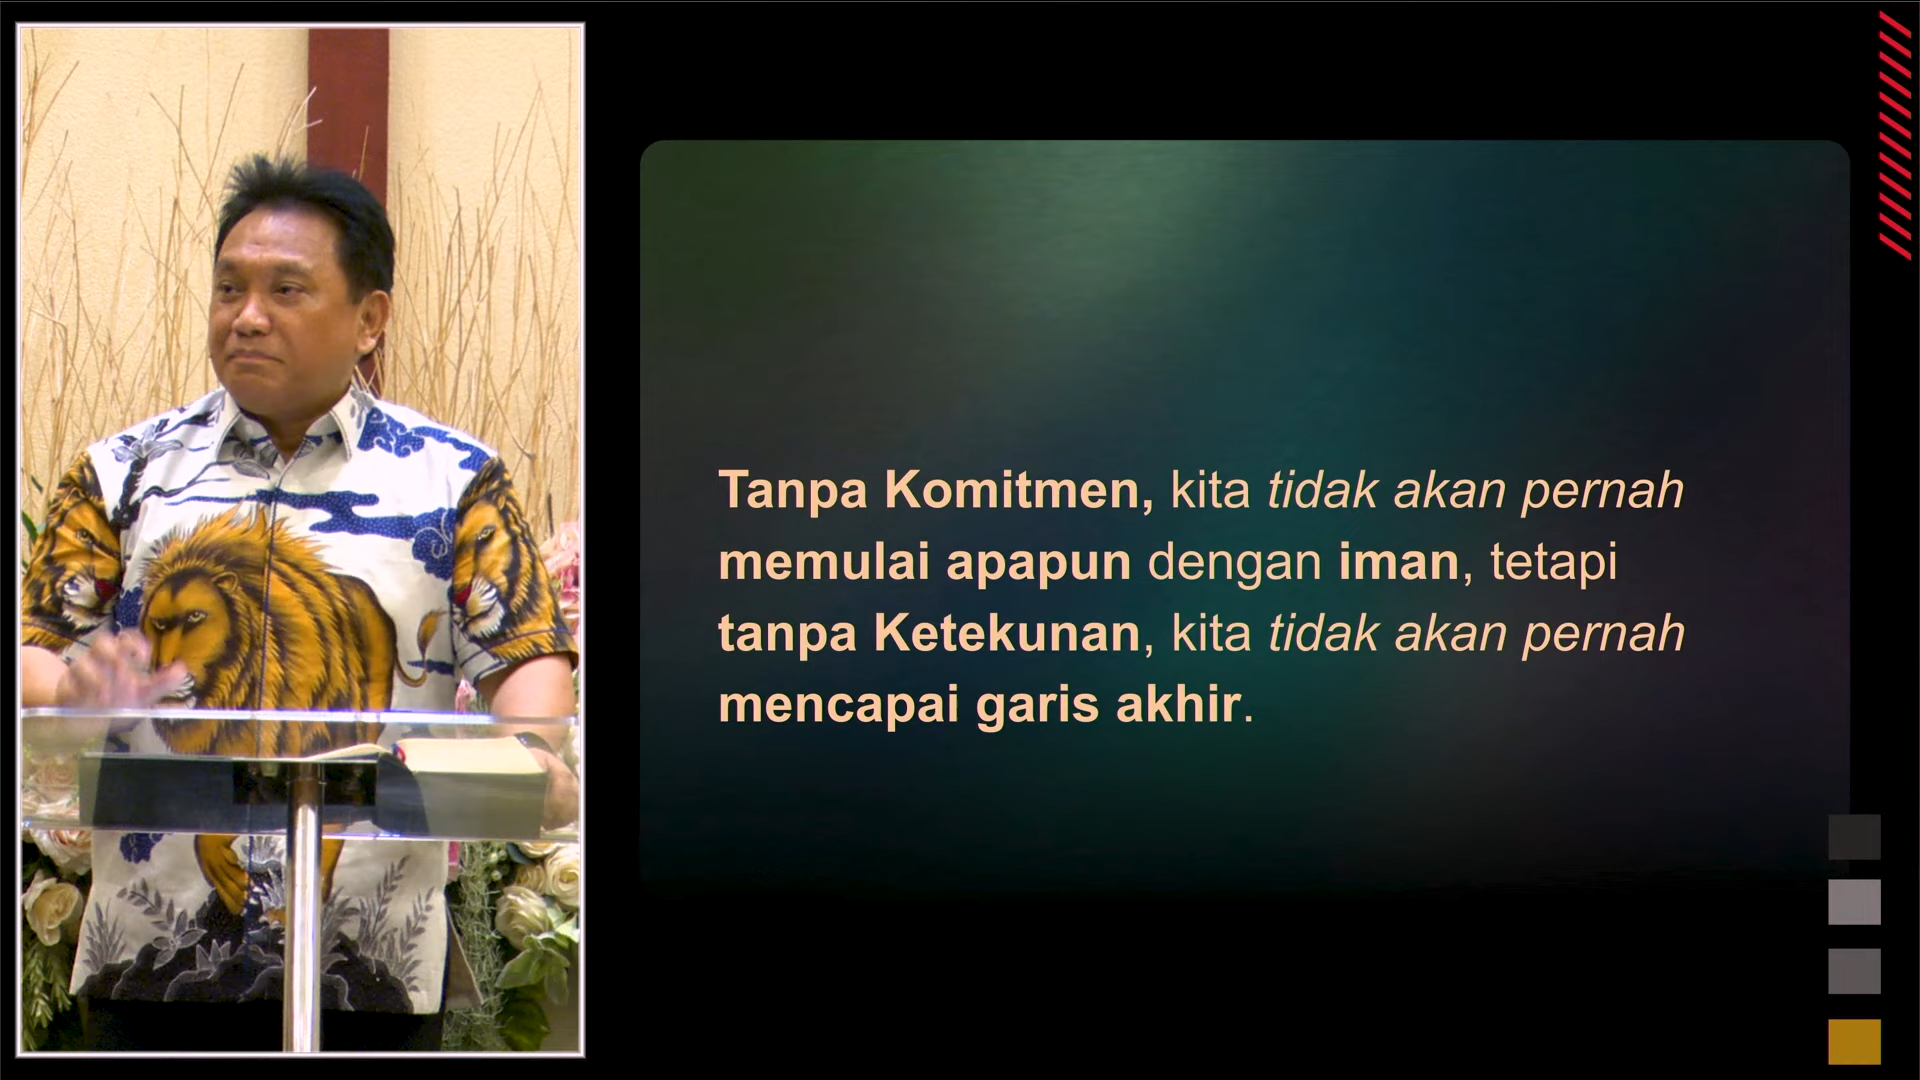 Tanpa Komitmen, kita tidak akan pernah
memulai apapun dengan iman, tetapi
tanpa Ketekunan, kita tidak akan pernah
mencapai garis akhir.